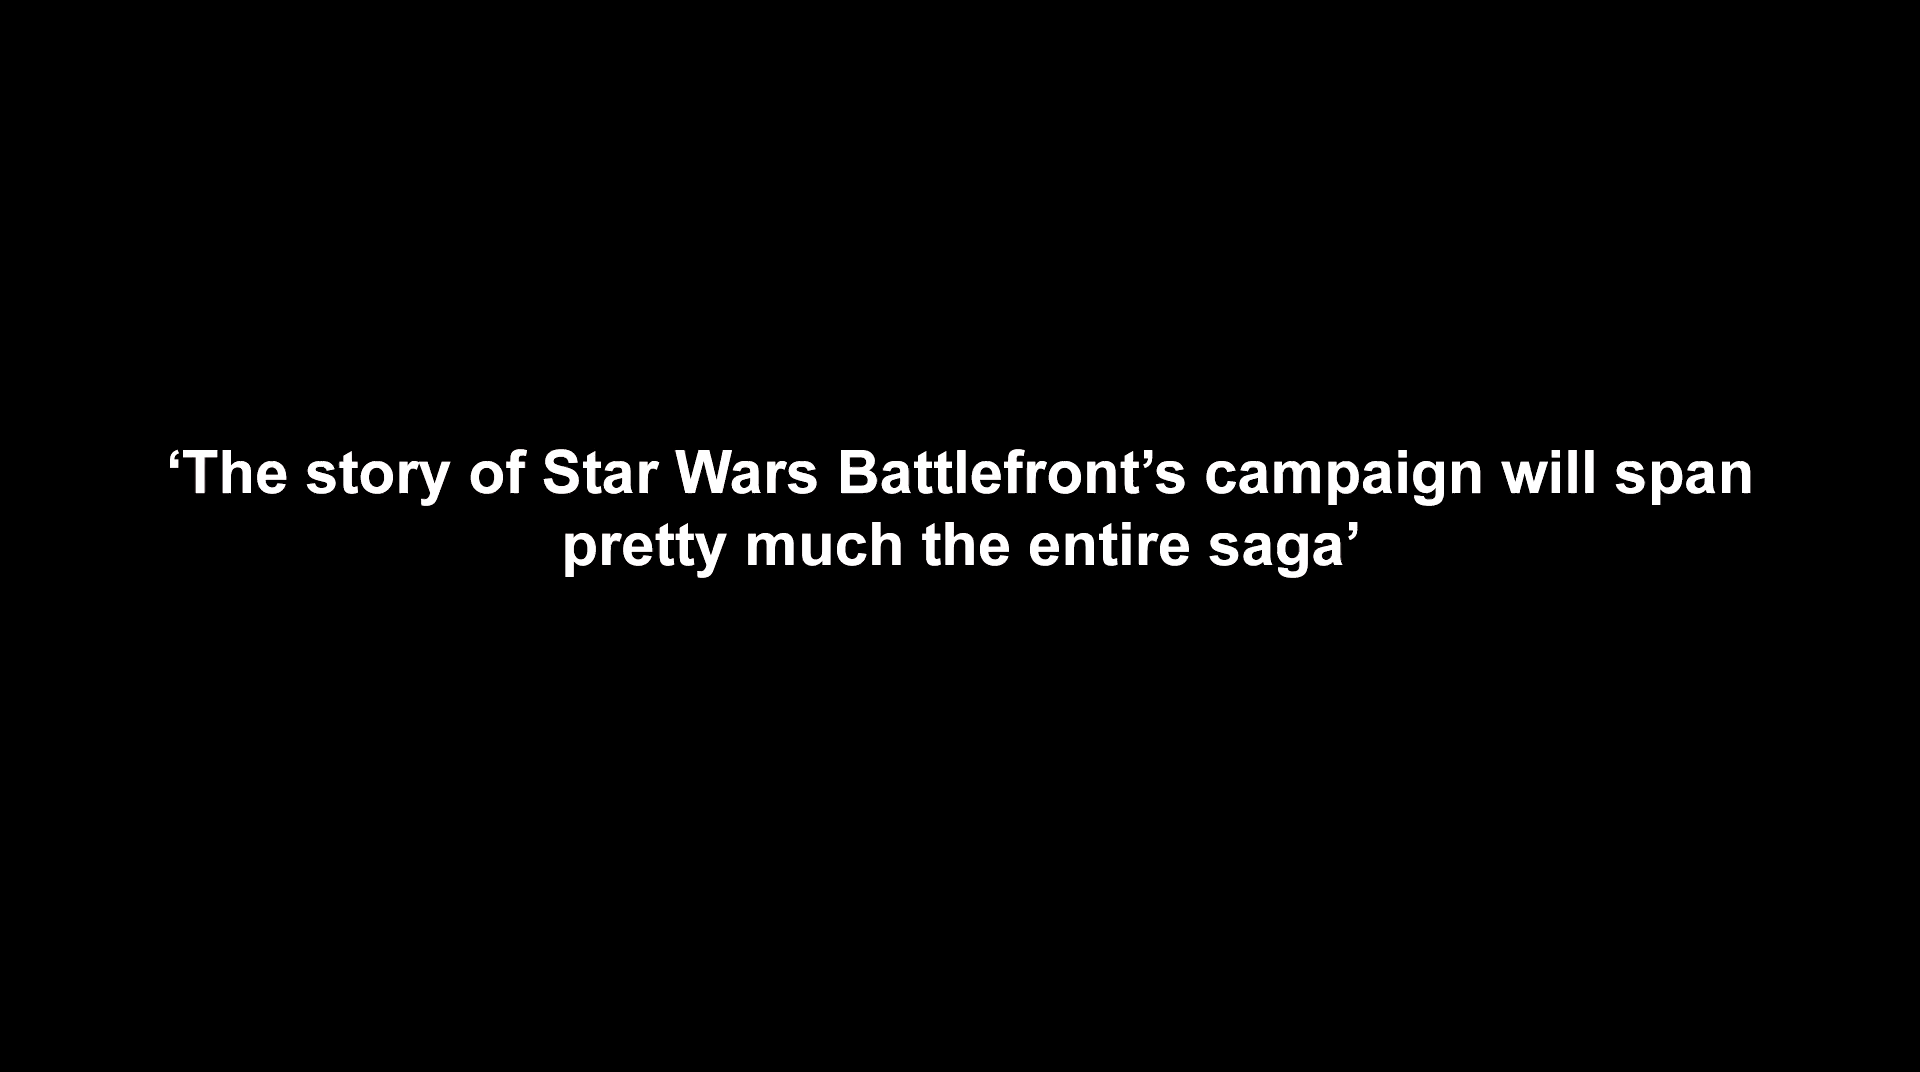 ‘The story of Star Wars Battlefront’s campaign will span
pretty much the entire saga’